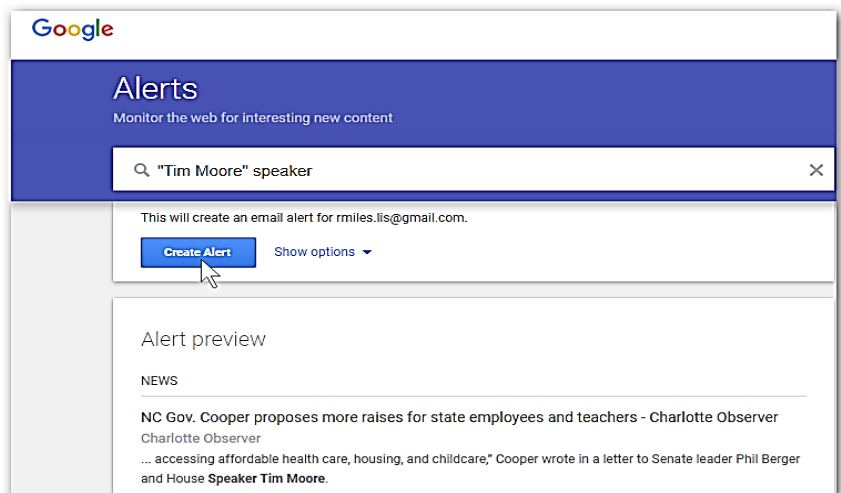 Google
Alerts
Monitor the web for interesting new content
"Tim Moore" speaker
This will create an email alert for rmiles.lis@gmail.com.
Create Alert
Show options
Alert preview
NEWS
NC Gov. Cooper proposes more raises for state employees and teachers - Charlotte Observer
Charlotte Observer
... accessing affordable health care, housing, and childcare,” Cooper wrote in a letter to Senate leader Phil Berger
and House Speaker Tim Moore.